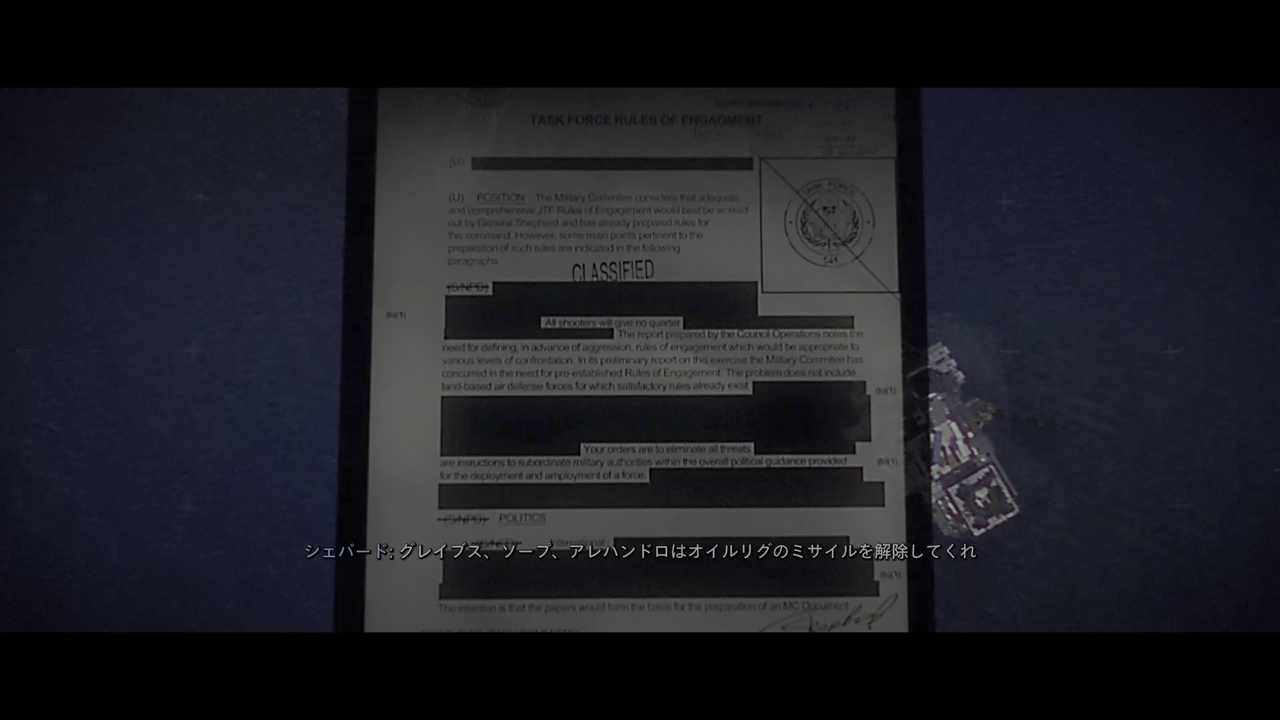 TASK FORCE RULES OF ENGAGMENT
(U)
(U) POSITION The Military Committee considers that adequate
and comprehensive JTF Rules of Engagement would best be worked
out by General Shepherd and has already prepared rules for
this command. However, some main points pertinent to the
preparation of such rules are indicated in the following
paragraphs
TASK FORCE
141
CLASSIFIED
(S/NPD)
(b)(1)
All shooters will give no quarter
The report prepared by the Council Operations notes the
need for defining, in advance of aggression, rules of engagement which would be appropriate to
various levels of confrontation. In its preliminary report on this exercise the Military Committee has
concurred in the need for pre-established Rules of Engagement. The problem does not include
land-based air defense forces for which satisfactory rules already exist
(b)(1)
Your orders are to eliminate all threats
are insructions to subordinate military authorities within the overall political guidance provided
(b)(1)
for the deployment and amployment of a force.
(S/NPD) POLITICS
International
シェパード: グレイブス、ソープ、アレハンドロはオイルリグのミサイルを解除してくれ
(b)(1)
The intention is that the papers would form the basis for the preparation of an MC Document